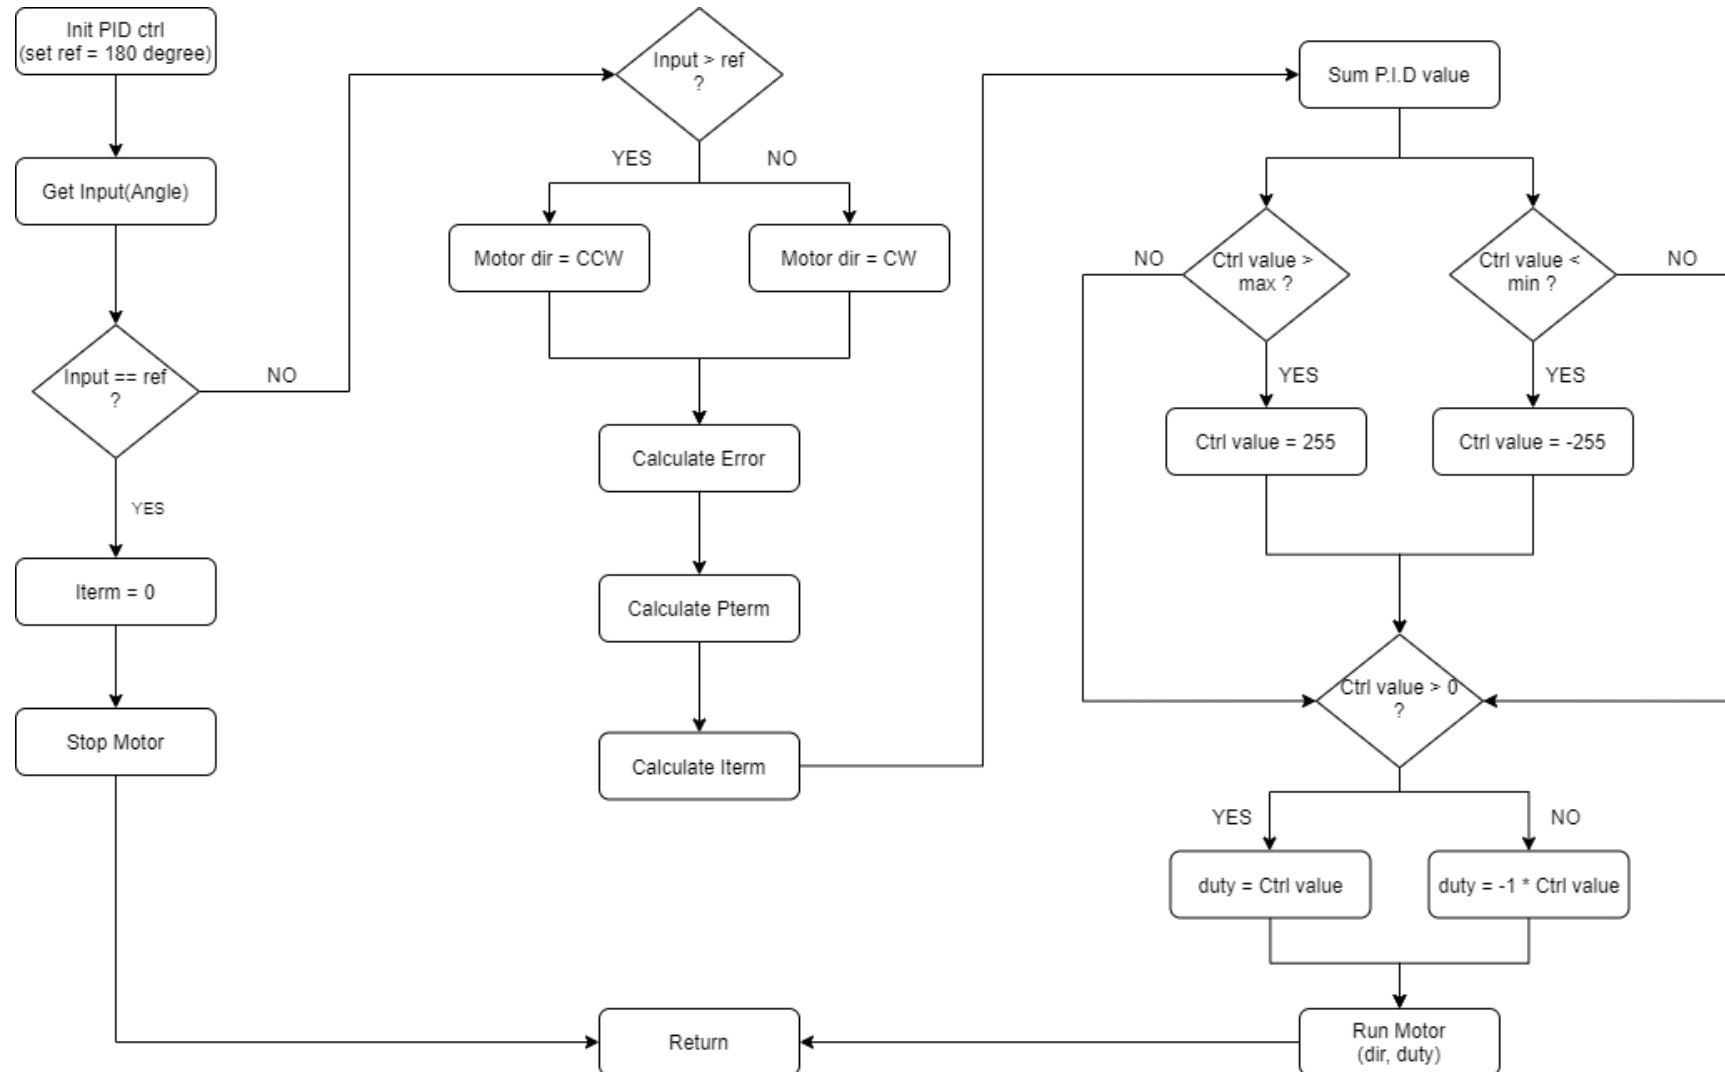 Init PID ctrl
(set ref = 180 degree)
Get Input(Angle)
Input == ref
?
NO
YES
Iterm = 0
Stop Motor
Input > ref
?
YES
NO
Motor dir = CCW
Motor dir = CW
Calculate Error
Calculate Pterm
Calculate Iterm
Sum P.I.D value
NO
Ctrl value >
max ?
Ctrl value <
min ?
NO
YES
YES
Ctrl value = 255
Ctrl value = -255
Ctrl value > 0
?
YES
NO
duty = Ctrl value
duty = -1 * Ctrl value
Run Motor
(dir, duty)
Return